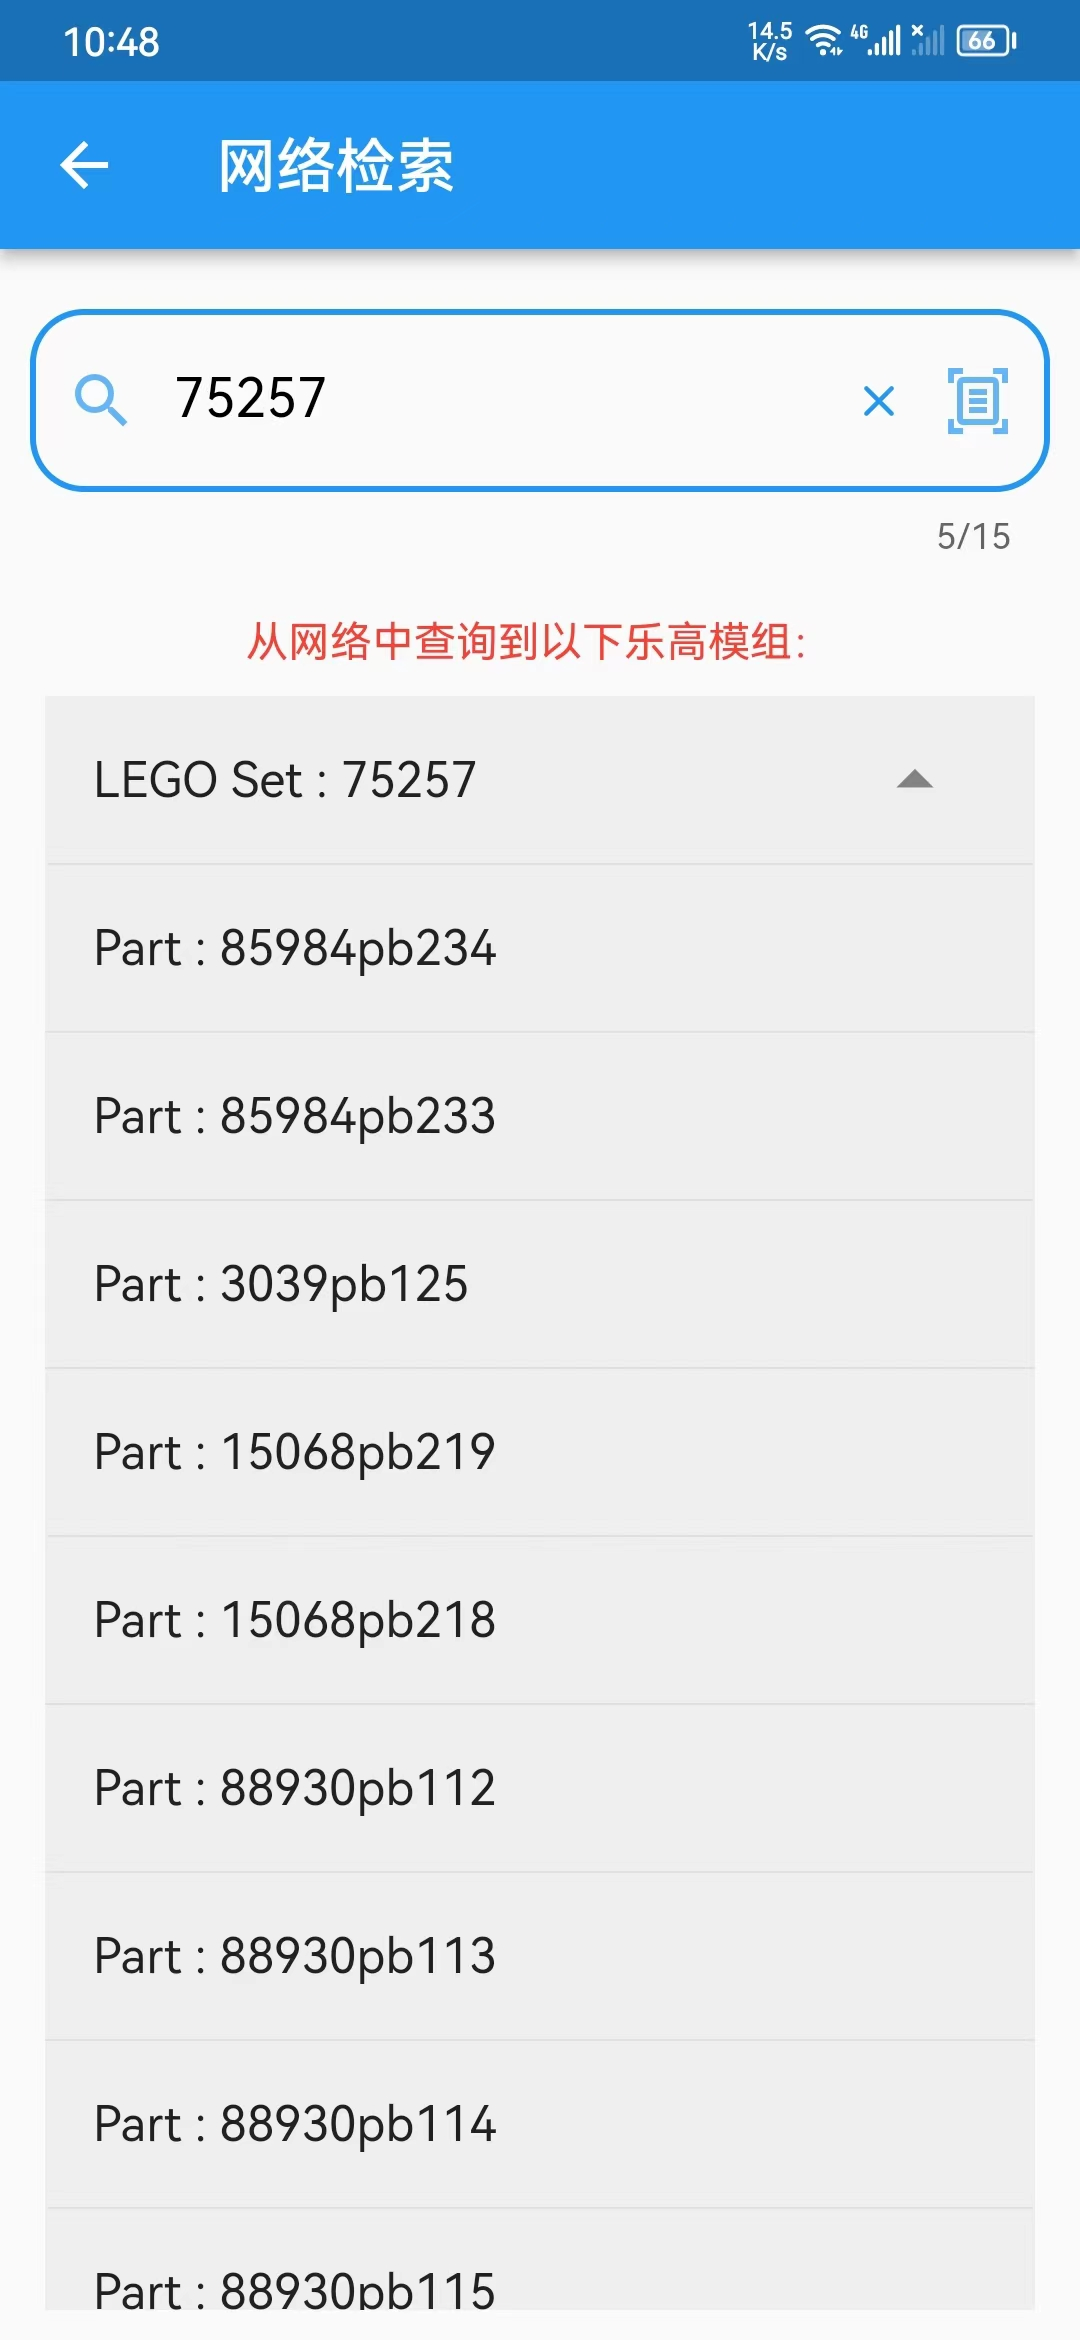 10:48
14.5 K/s
4G
66
网络检索
75257
5/15
从网络中查询到以下乐高模组:
LEGO Set : 75257
Part : 85984pb234
Part : 85984pb233
Part : 3039pb125
Part : 15068pb219
Part : 15068pb218
Part : 88930pb112
Part : 88930pb113
Part : 88930pb114
Part : 88930pb115